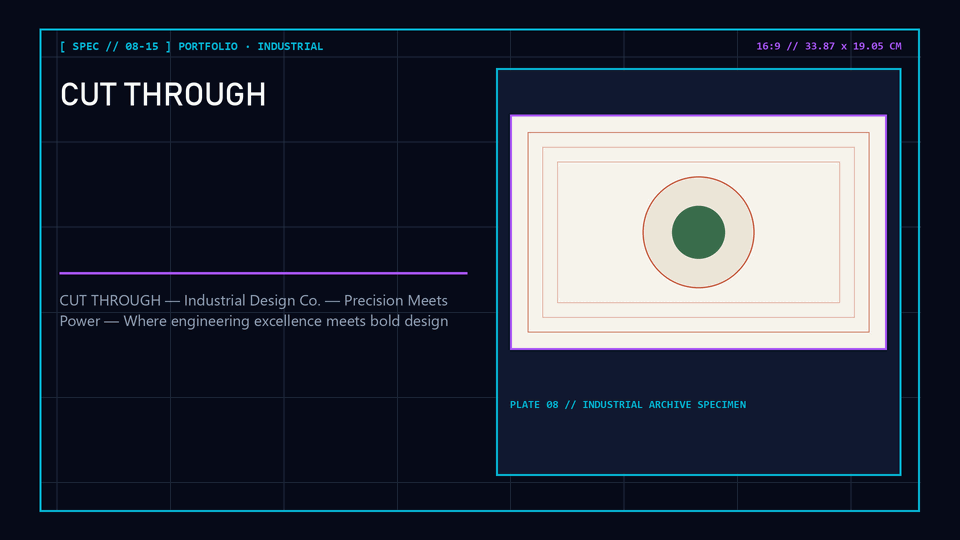 [ SPEC // 08-15 ] PORTFOLIO · INDUSTRIAL
16:9 // 33.87 x 19.05 CM
CUT THROUGH
CUT THROUGH — Industrial Design Co. — Precision Meets
Power — Where engineering excellence meets bold design
PLATE 08 // INDUSTRIAL ARCHIVE SPECIMEN